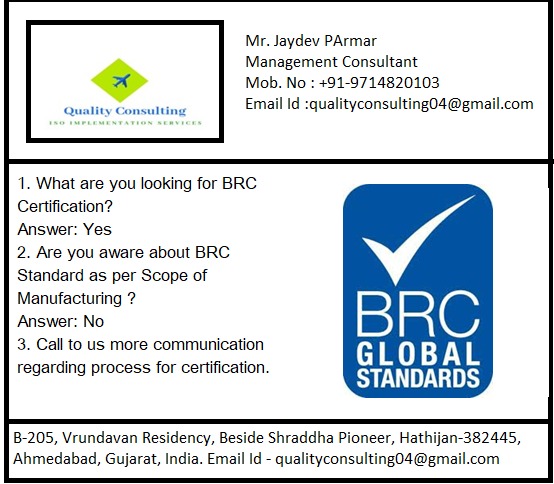 Quality Consulting
ISO IMPLEMENTATION SERVICES
Mr. Jaydev PArmar
Management Consultant
Mob. No : +91-9714820103
Email Id :qualityconsulting04@gmail.com
1. What are you looking for BRC
Certification?
Answer: Yes
2. Are you aware about BRC
Standard as per Scope of
Manufacturing ?
Answer: No
3. Call to us more communication
regarding process for certification.
BRC
GLOBAL
STANDARDS
B-205, Vrundavan Residency, Beside Shraddha Pioneer, Hathijan-382445,
Ahmedabad, Gujarat, India. Email Id - qualityconsulting04@gmail.com